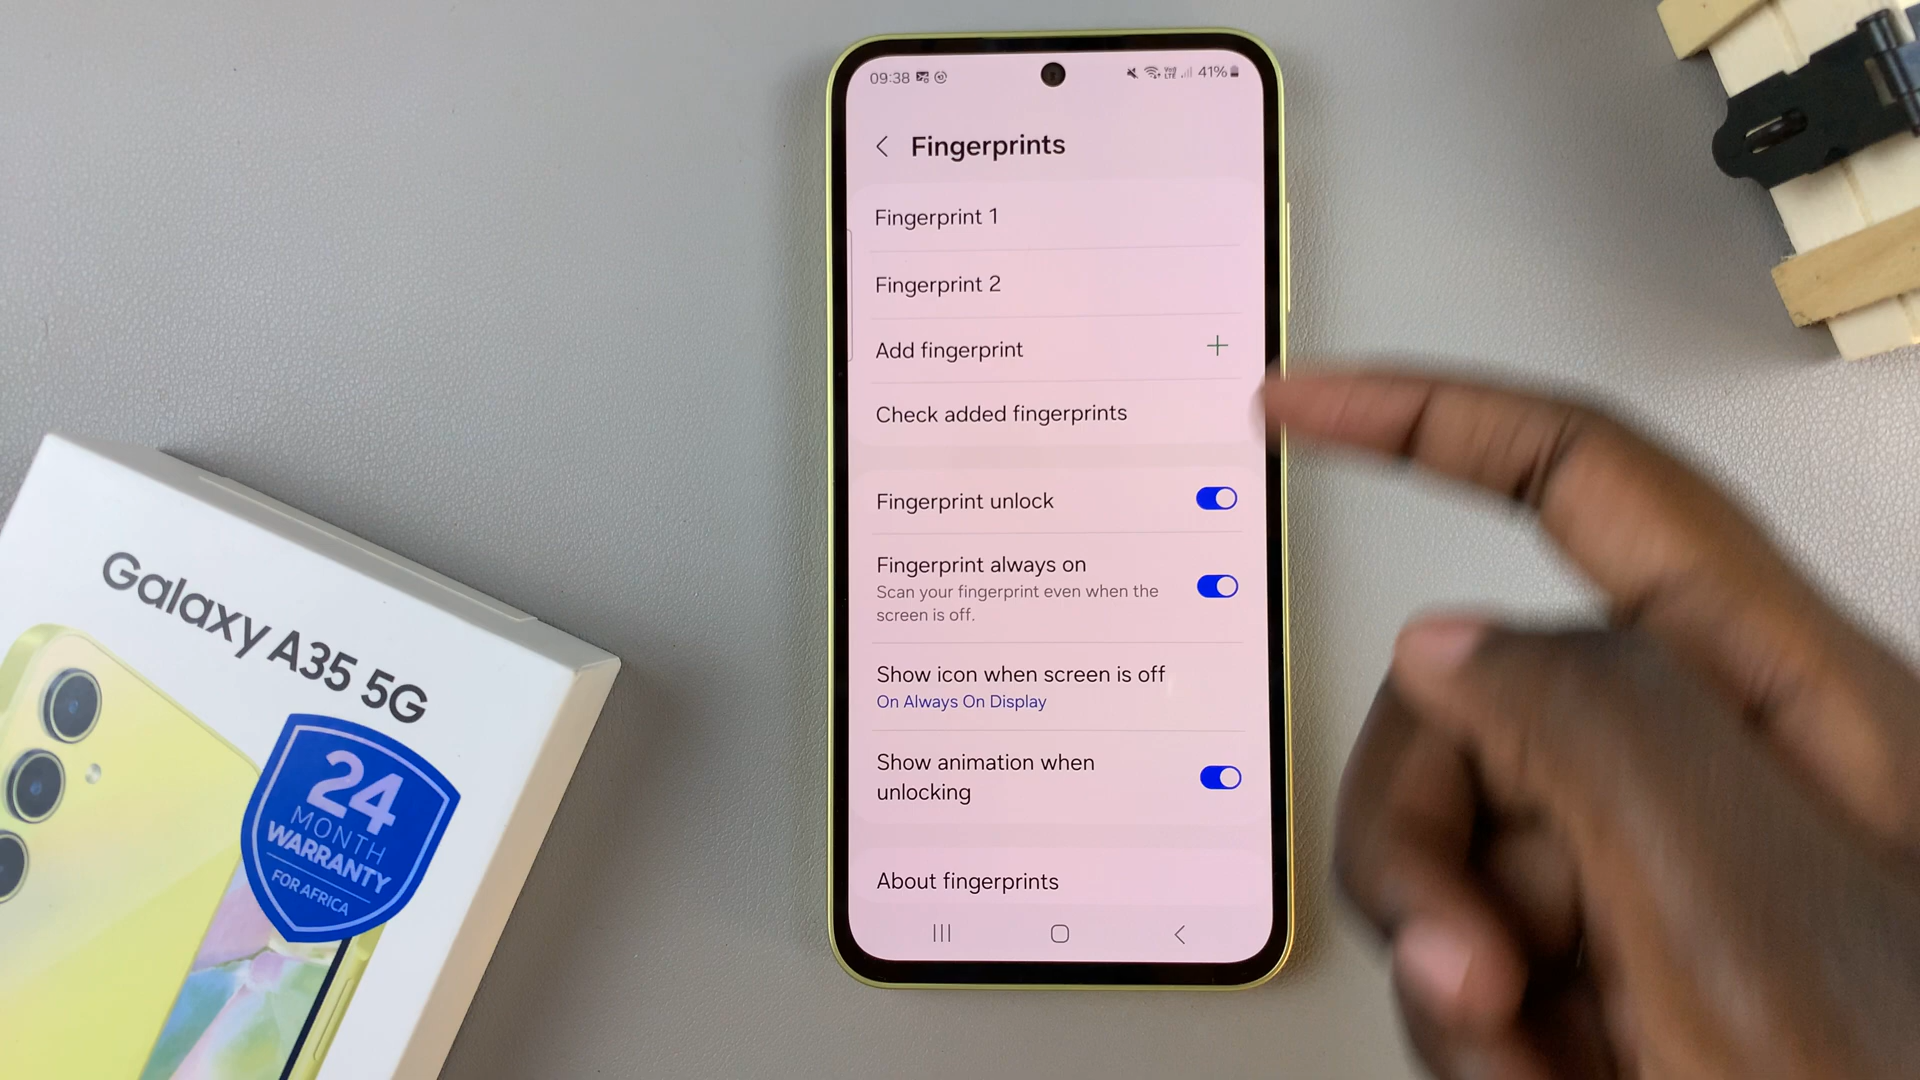 09:38
41%
Fingerprints
Fingerprint 1
Fingerprint 2
Add fingerprint
Check added fingerprints
Fingerprint unlock
Fingerprint always on
Scan your fingerprint even when the
screen is off.
Show icon when screen is off
On Always On Display
Show animation when
unlocking
About fingerprints
Galaxy A35 5G
24
MONTH
WARRANTY
FOR AFRICA